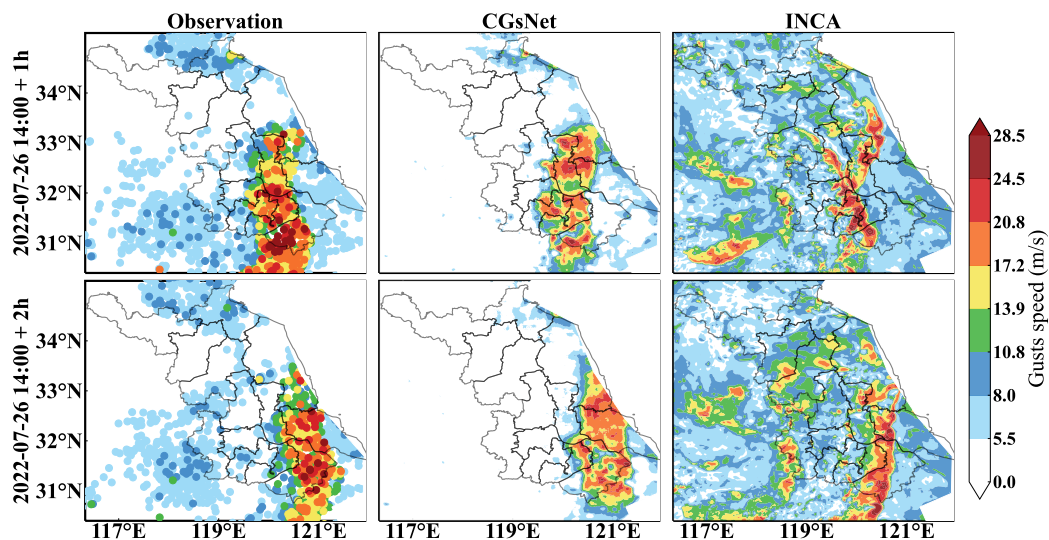 Observation CGsNet INCA
2022-07-26 14:00 + 1h
34°N
33°N
32°N
31°N
2022-07-26 14:00 + 2h
34°N
33°N
32°N
31°N
117°E 119°E 121°E 117°E 119°E 121°E 117°E 119°E 121°E
28.5
24.5
20.8
17.2
13.9
10.8
8.0
5.5
0.0
Gusts speed (m/s)